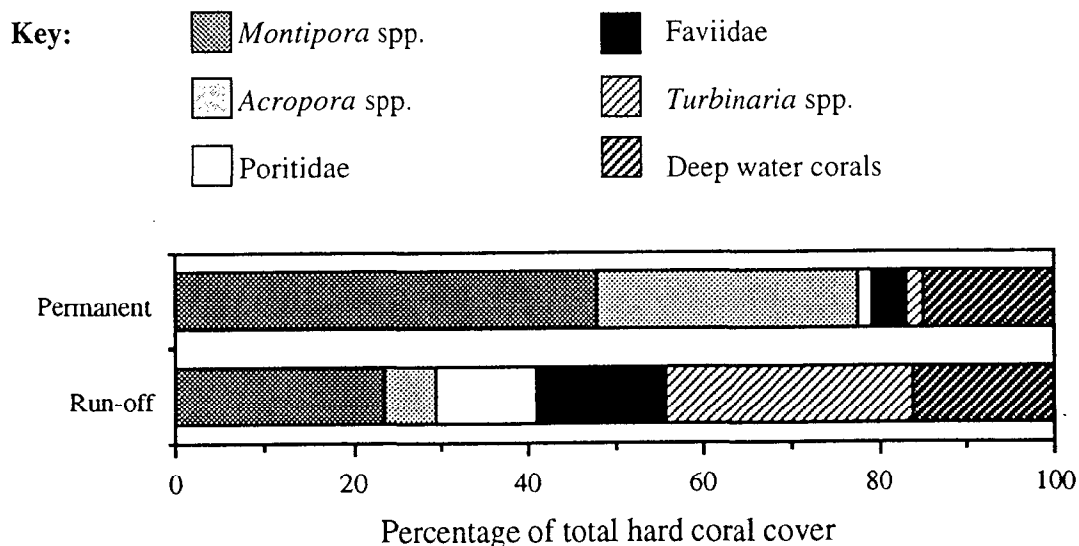 Key:
Montipora spp.
Faviidae
Acropora spp.
Turbinaria spp.
Poritidae
Deep water corals
Permanent
Run-off
0 20 40 60 80 100
Percentage of total hard coral cover